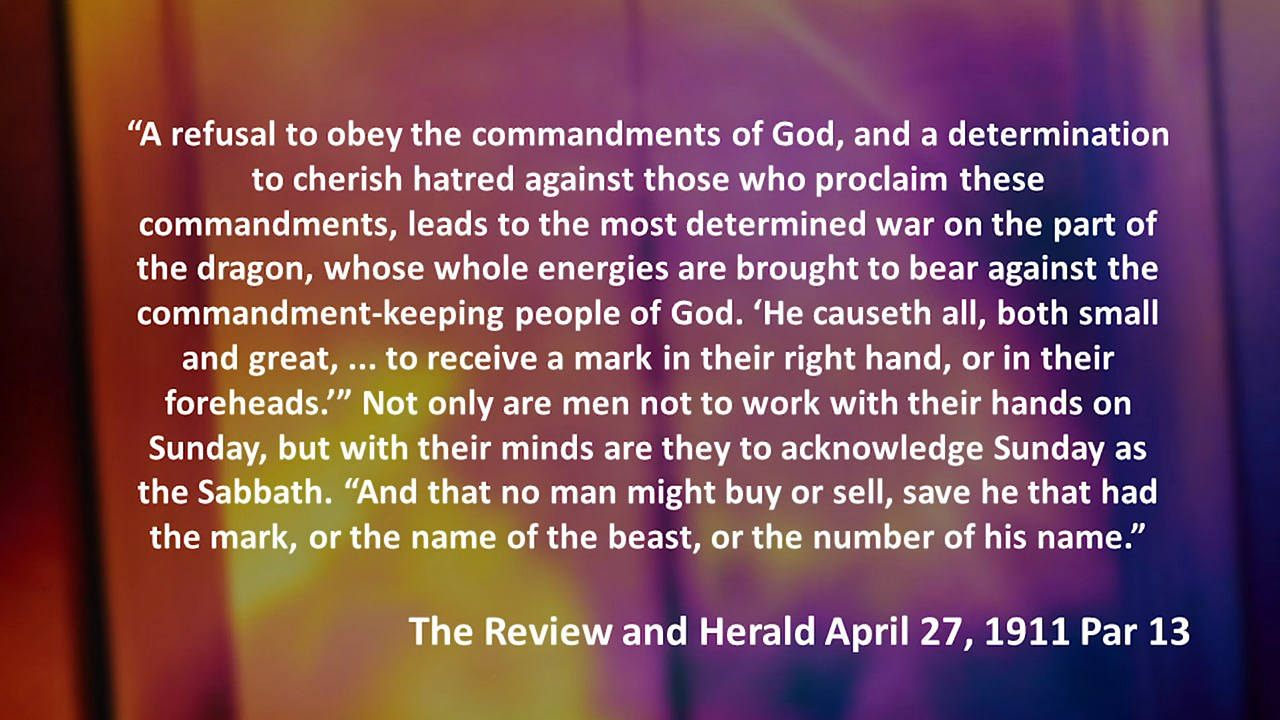 “A refusal to obey the commandments of God, and a determination
to cherish hatred against those who proclaim these
commandments, leads to the most determined war on the part of
the dragon, whose whole energies are brought to bear against the
commandment-keeping people of God. ‘He causeth all, both small
and great, ... to receive a mark in their right hand, or in their
foreheads.’” Not only are men not to work with their hands on
Sunday, but with their minds are they to acknowledge Sunday as
the Sabbath. “And that no man might buy or sell, save he that had
the mark, or the name of the beast, or the number of his name.”
The Review and Herald April 27, 1911 Par 13